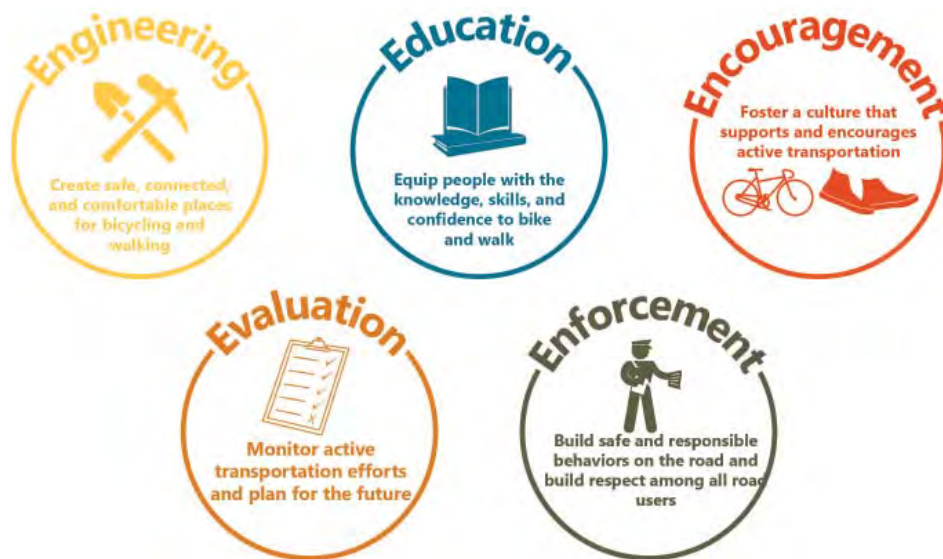 Engineering
Create safe, connected,
and comfortable places
for bicycling and
walking
Education
Equip people with the
knowledge, skills, and
confidence to bike
and walk
Encouragement
Foster a culture that
supports and encourages
active transportation
Evaluation
Monitor active
transportation efforts
and plan for the future
Enforcement
Build safe and responsible
behaviors on the road and
build respect among all road
users